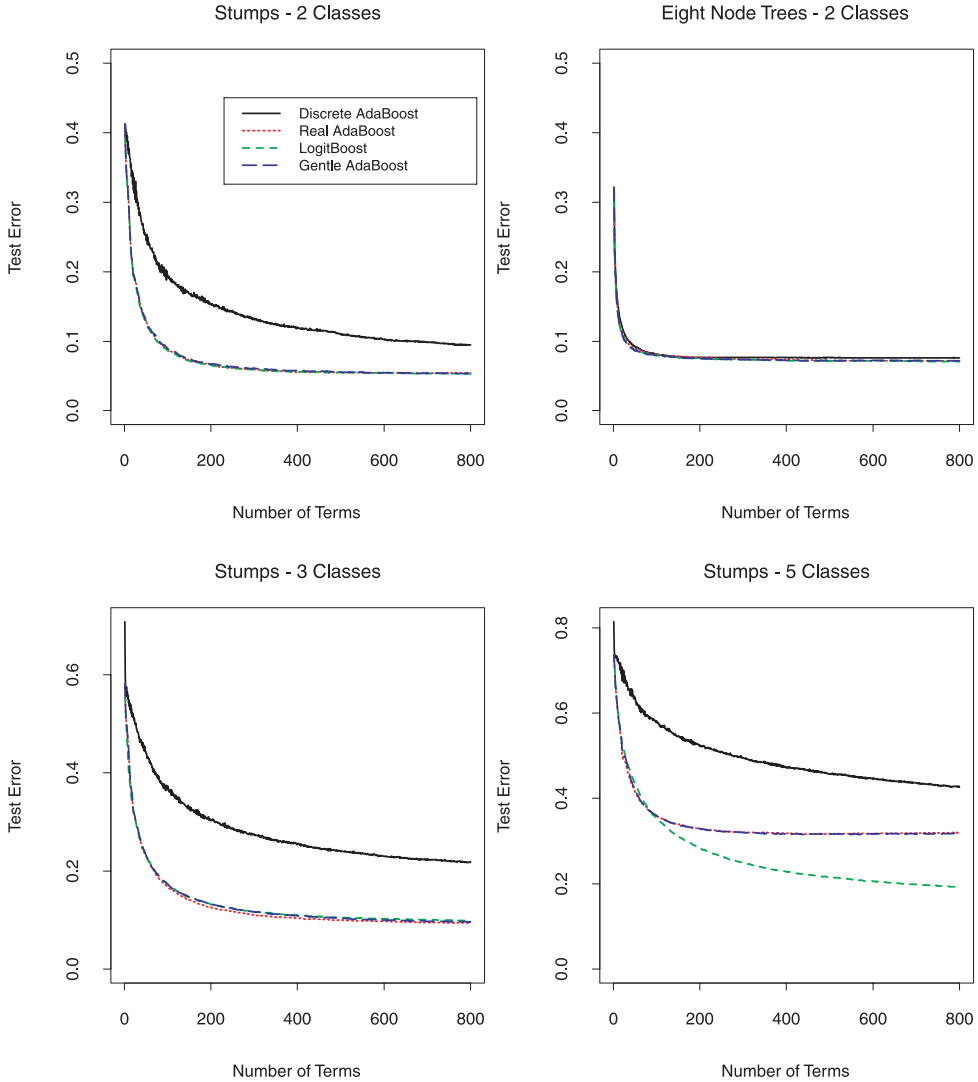 Stumps - 2 Classes
Test Error
0.5
0.4
0.3
0.2
0.1
0.0
Discrete AdaBoost
Real AdaBoost
LogitBoost
Gentle AdaBoost
0 200 400 600 800
Number of Terms
Eight Node Trees - 2 Classes
Test Error
0.5
0.4
0.3
0.2
0.1
0.0
0 200 400 600 800
Number of Terms
Stumps - 3 Classes
Test Error
0.6
0.4
0.2
0.0
0 200 400 600 800
Number of Terms
Stumps - 5 Classes
Test Error
0.8
0.6
0.4
0.2
0.0
0 200 400 600 800
Number of Terms